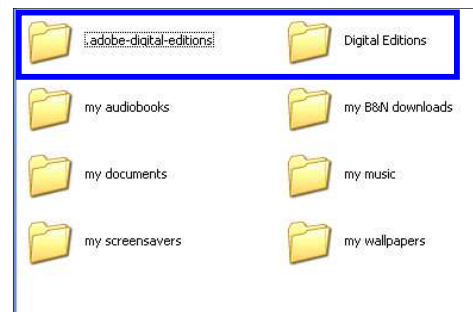 .adobe-digital-editions
Digital Editions
my audiobooks
my B&N downloads
my documents
my music
my screensavers
my wallpapers